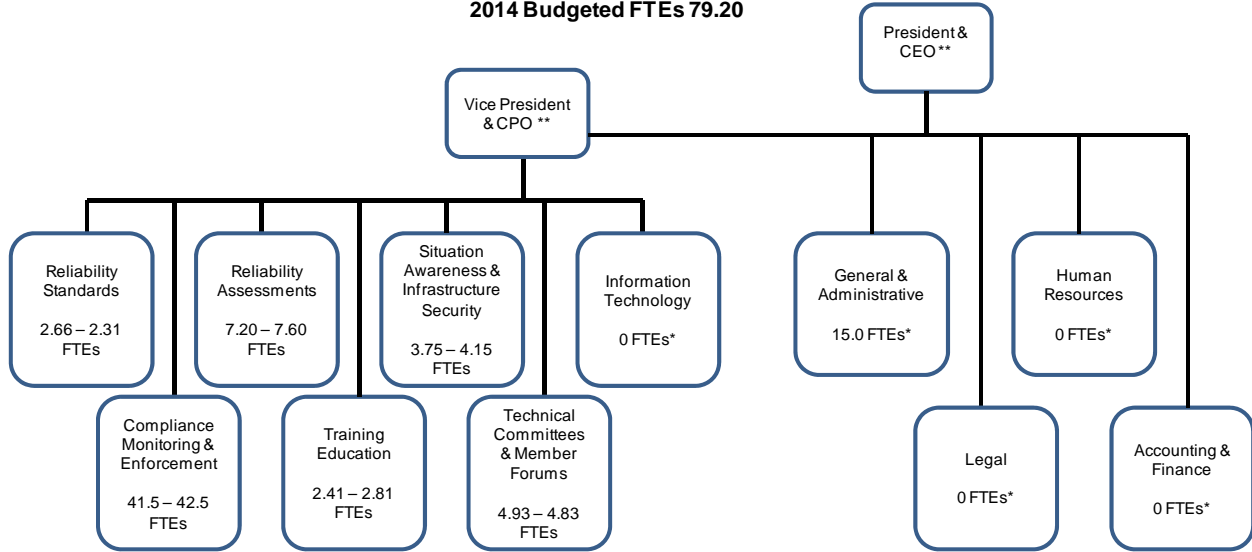 2014 Budgeted FTEs 79.20
President &
CEO **
Vice President
& CPO **
Reliability
Standards
2.66 – 2.31
FTEs
Reliability
Assessments
7.20 – 7.60
FTEs
Situation
Awareness &
Infrastructure
Security
3.75 – 4.15
FTEs
Information
Technology
0 FTEs*
General &
Administrative
15.0 FTEs*
Human
Resources
0 FTEs*
Compliance
Monitoring &
Enforcement
41.5 – 42.5
FTEs
Training
Education
2.41 – 2.81
FTEs
Technical
Committees
& Member
Forums
4.93 – 4.83
FTEs
Legal
0 FTEs*
Accounting &
Finance
0 FTEs*